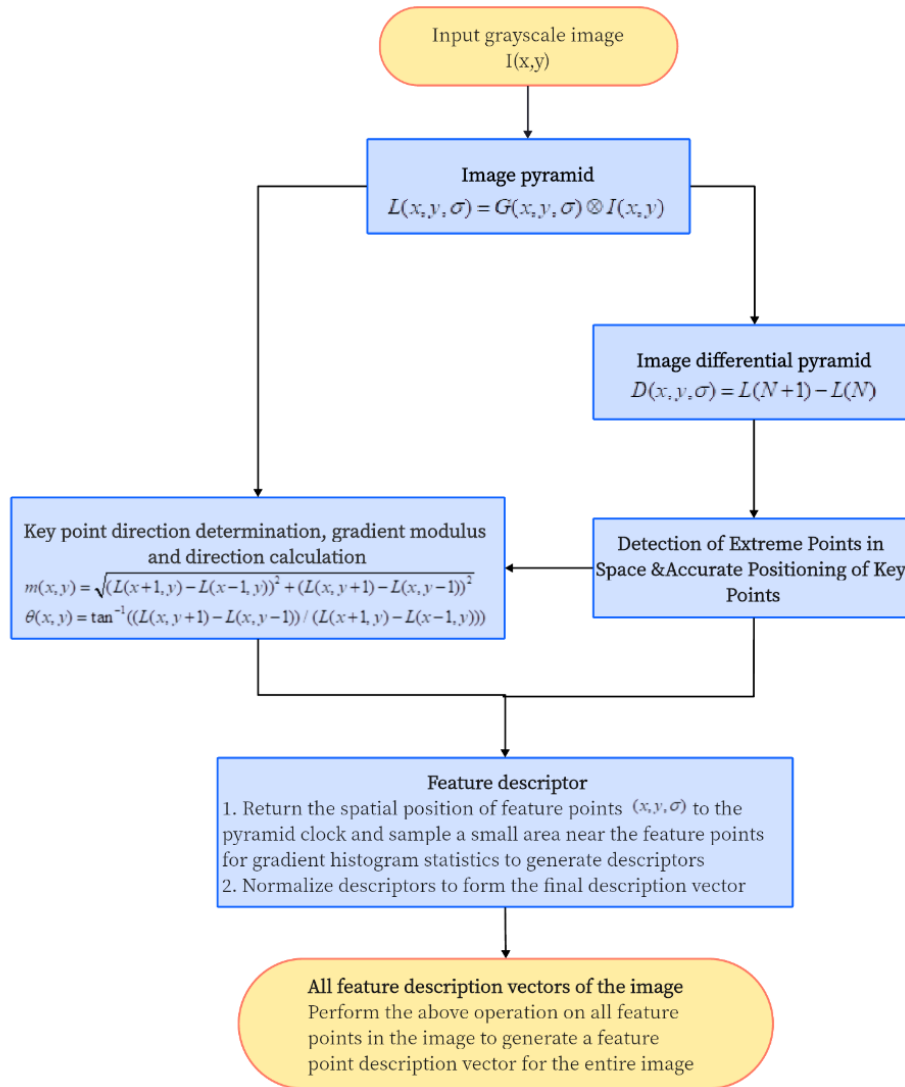 Input grayscale image
I(x,y)
Image pyramid
L(x,y,σ)=G(x,y,σ)⊗I(x,y)
Image differential pyramid
D(x,y,σ)=L(N+1)−L(N)
Key point direction determination, gradient modulus
and direction calculation
m(x,y)=√(L(x+1,y)−L(x−1,y))²+(L(x,y+1)−L(x,y−1))²
θ(x,y)=tan⁻¹((L(x,y+1)−L(x,y−1))/(L(x+1,y)−L(x−1,y)))
Detection of Extreme Points in
Space &Accurate Positioning of Key
Points
Feature descriptor
1. Return the spatial position of feature points (x,y,σ) to the
pyramid clock and sample a small area near the feature points
for gradient histogram statistics to generate descriptors
2. Normalize descriptors to form the final description vector
All feature description vectors of the image
Perform the above operation on all feature
points in the image to generate a feature
point description vector for the entire image